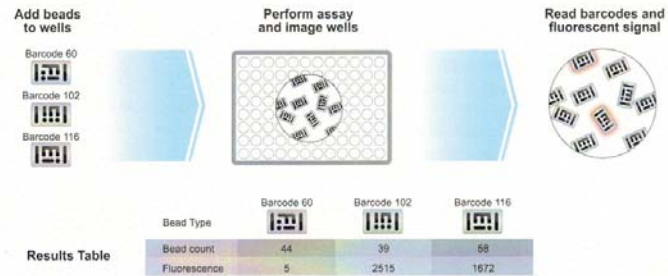 Add beads
to wells
Perform assay
and image wells
Read barcodes and
fluorescent signal
Barcode 60
Barcode 102
Barcode 116
Barcode 60 Barcode 102 Barcode 116
Bead Type
Results Table
Bead count 44 39 58
Fluorescence 5 2515 1672